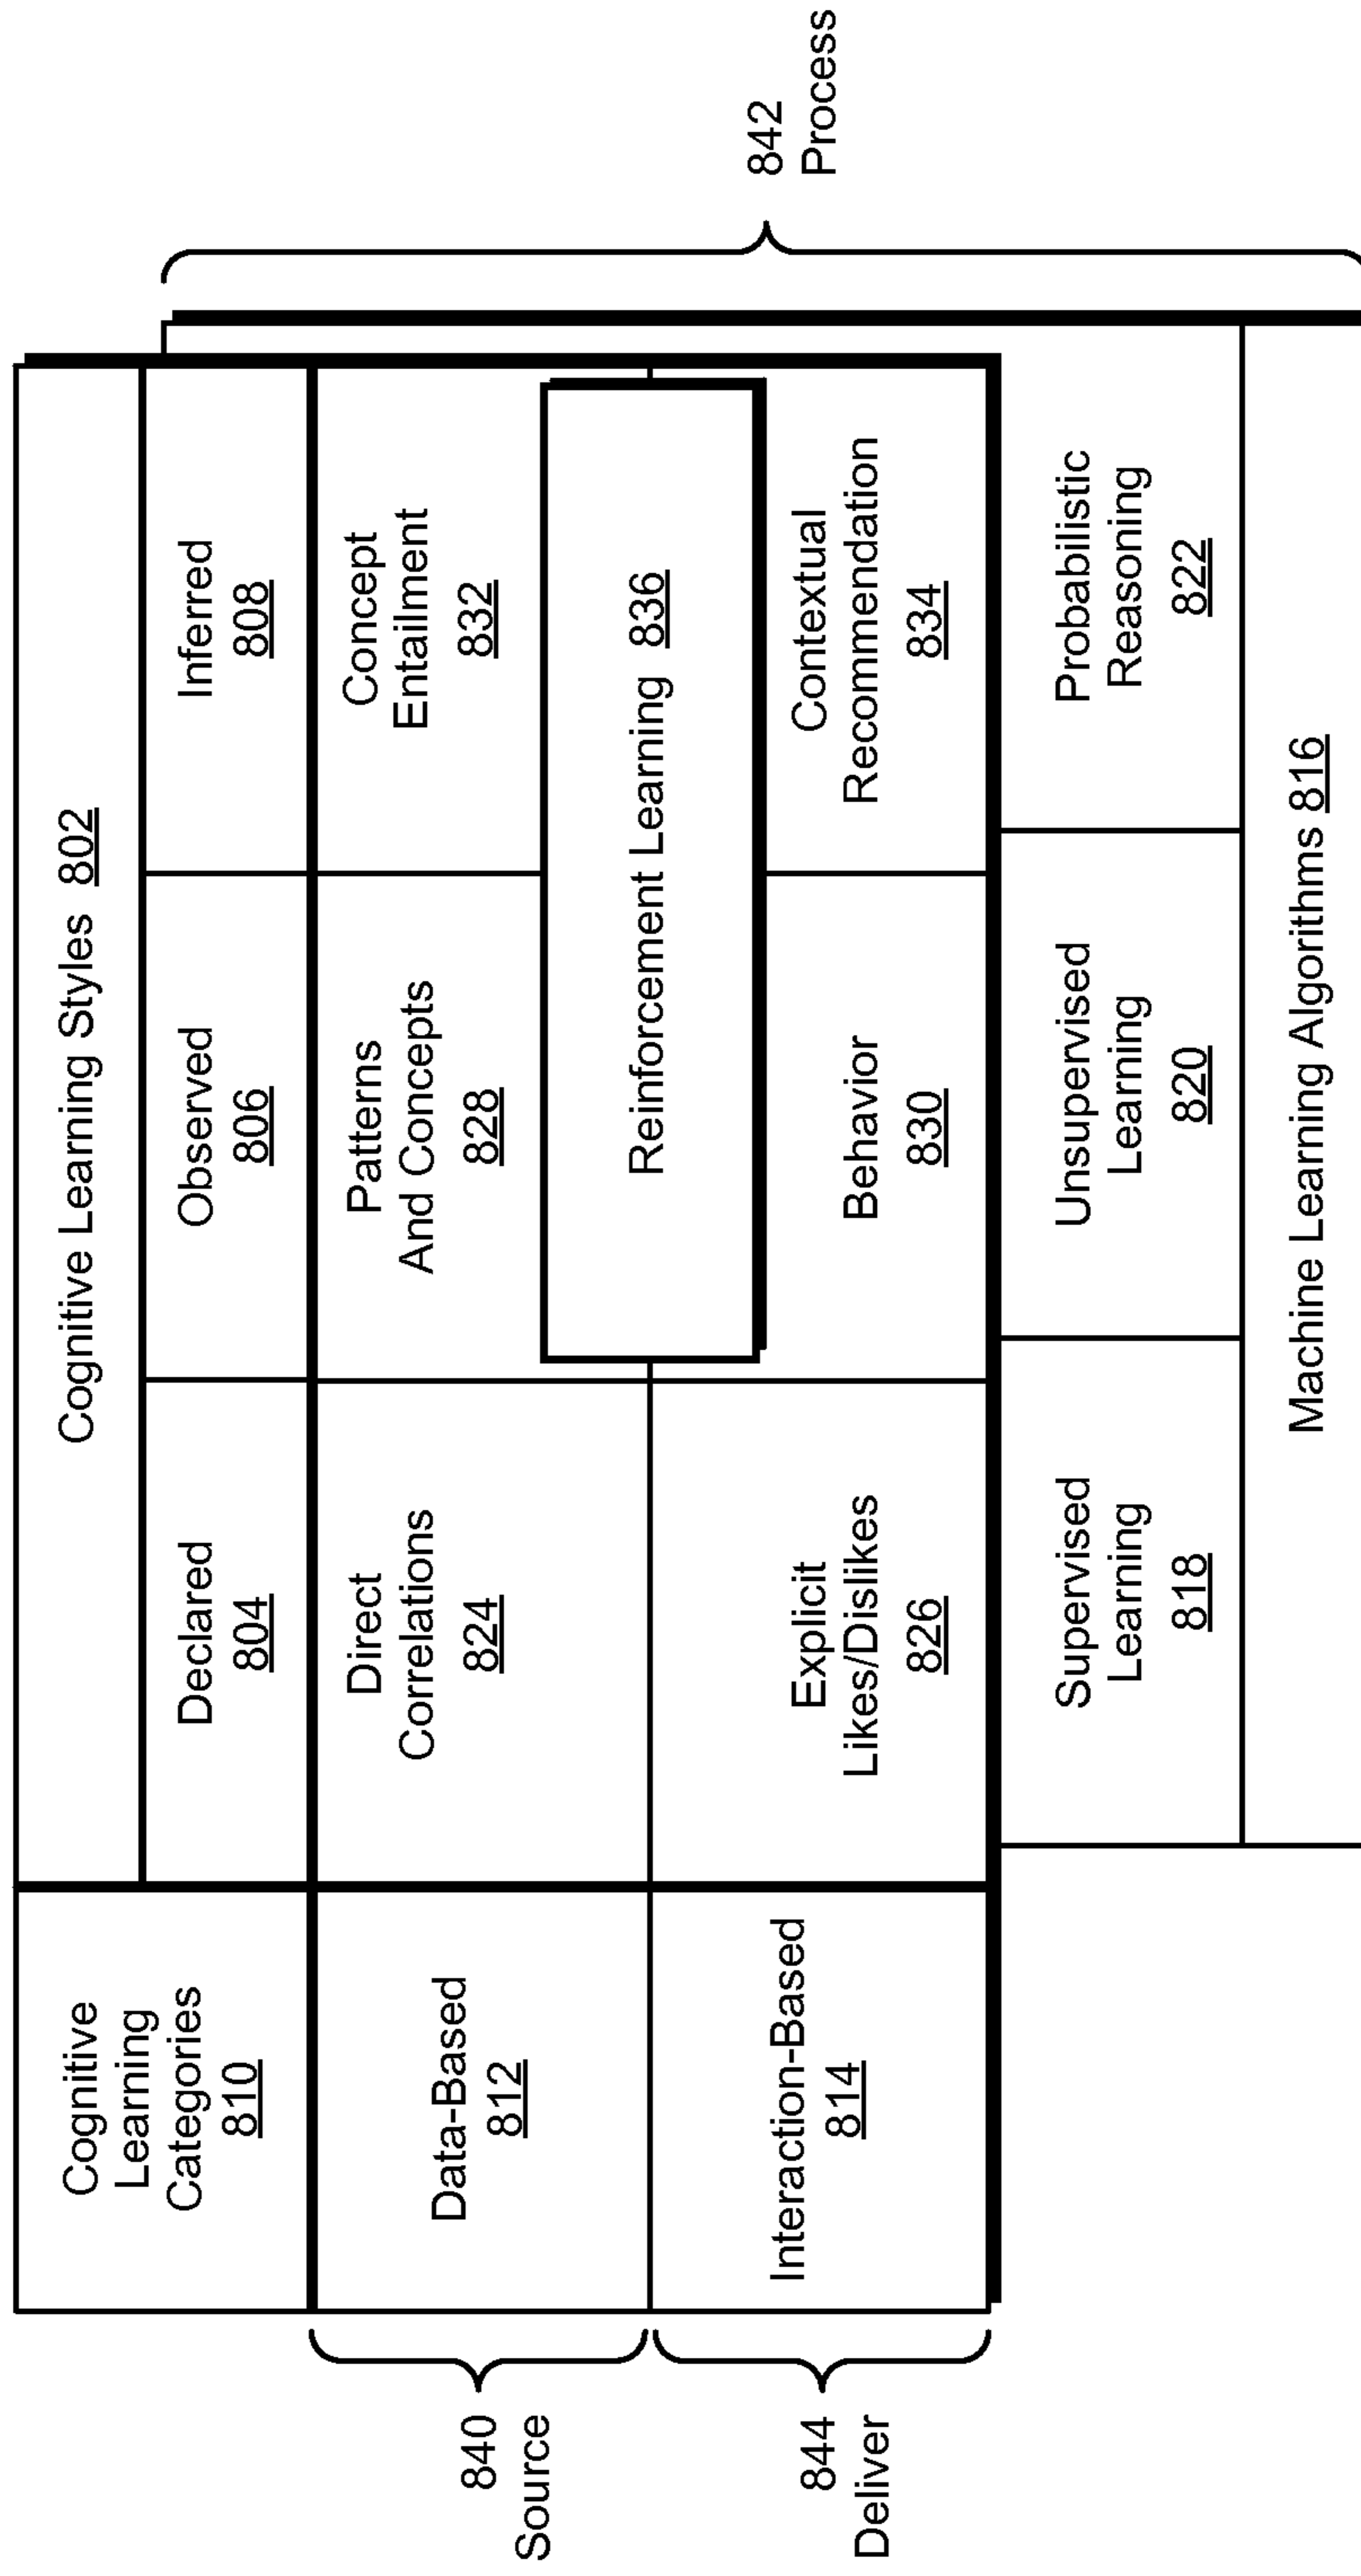 Cognitive
Learning
Categories
810
Cognitive Learning Styles 802
Declared
804
Observed
806
Inferred
808
840
Source
Data-Based
812
Direct
Correlations
824
Patterns
And Concepts
828
Concept
Entailment
832
Reinforcement Learning 836
844
Deliver
Interaction-Based
814
Explicit
Likes/Dislikes
826
Behavior
830
Contextual
Recommendation
834
842
Process
Supervised
Learning
818
Unsupervised
Learning
820
Probabilistic
Reasoning
822
Machine Learning Algorithms 816